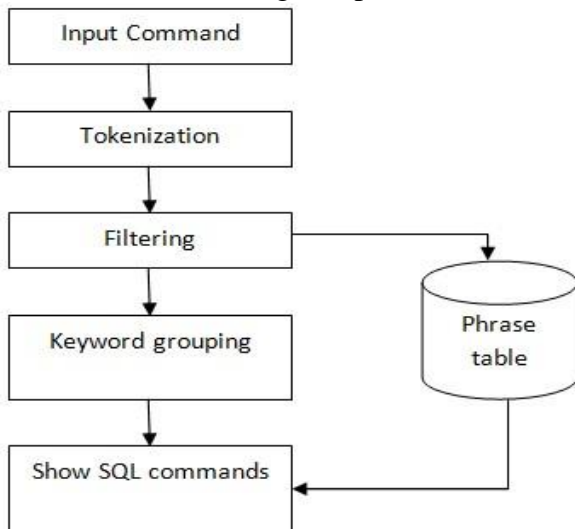 Input Command
Tokenization
Filtering
Keyword grouping
Phrase
table
Show SQL commands